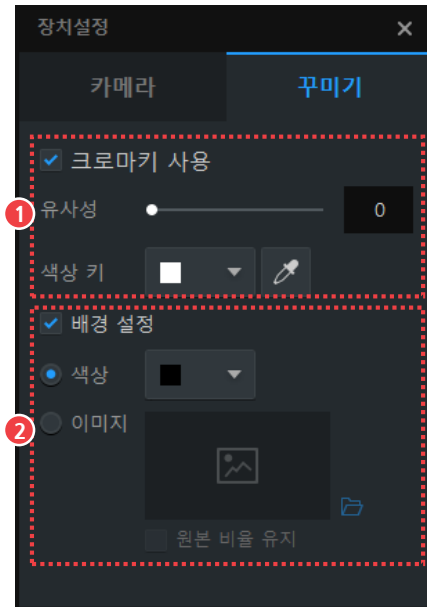 장치설정
카메라 꾸미기
크로마키 사용
1 유사성 0
색상 키
배경 설정
색상
2 이미지
원본 비율 유지